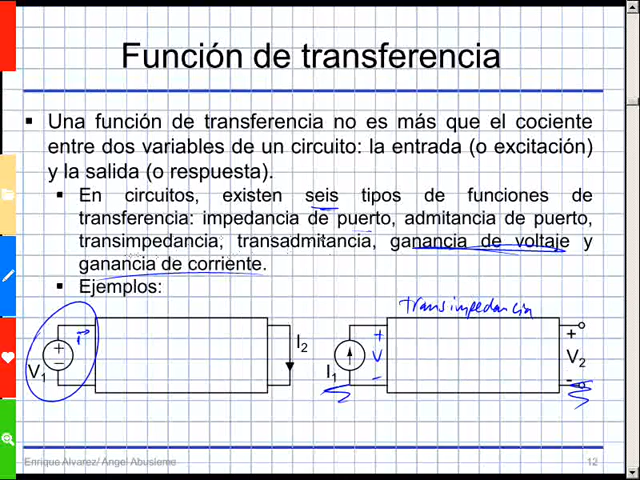 Función de transferencia
Una función de transferencia no es más que el cociente
entre dos variables de un circuito: la entrada (o excitación)
y la salida (o respuesta).
En circuitos, existen seis tipos de funciones de
transferencia: impedancia de puerto, admitancia de puerto,
transimpedancia, transadmitancia, ganancia de voltaje y
ganancia de corriente.
Ejemplos:
transimpedancia
V1 + − I2 I1 + V − + V2 −
Enrique Alvarez/ Angel Abusleme 12